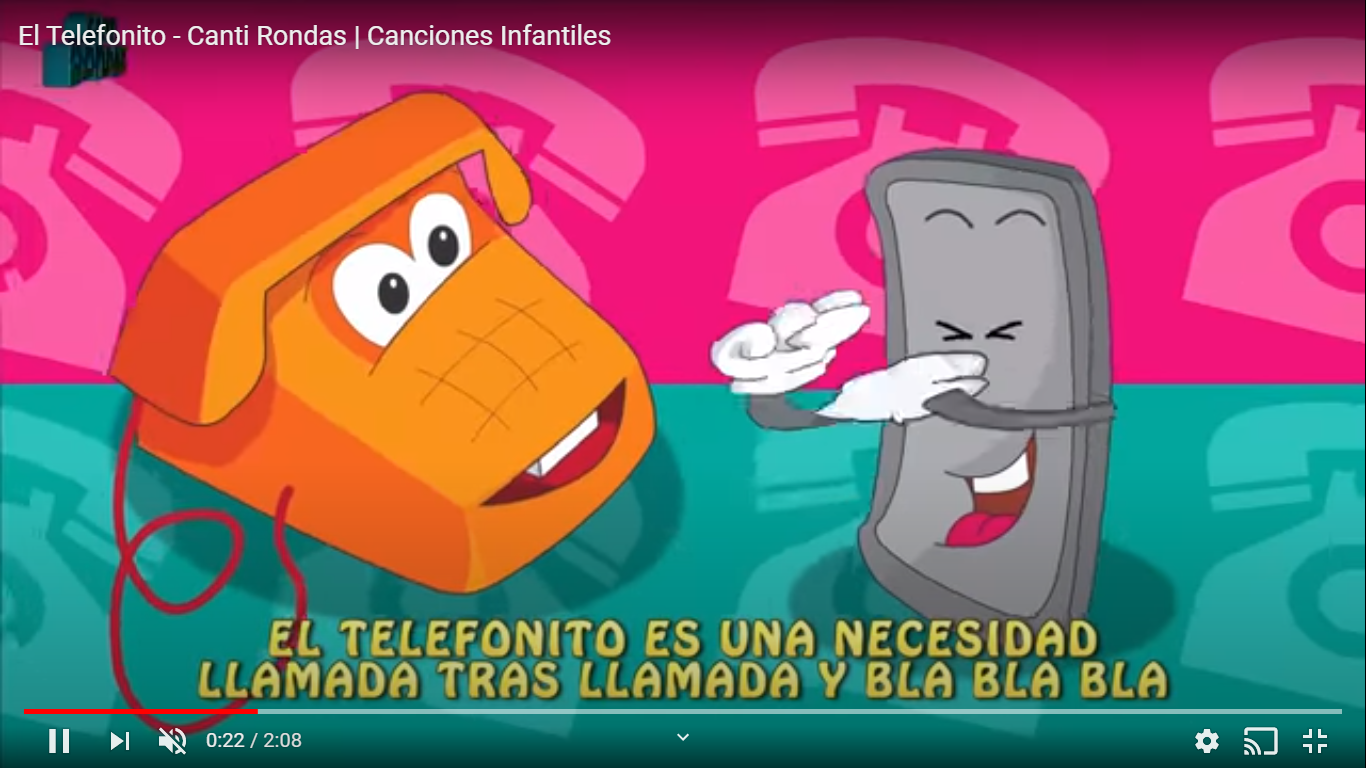 El Telefonito - Canti Rondas | Canciones Infantiles
EL TELEFONITO ES UNA NECESIDAD
LLAMADA TRAS LLAMADA Y BLA BLA BLA
0:22 / 2:08